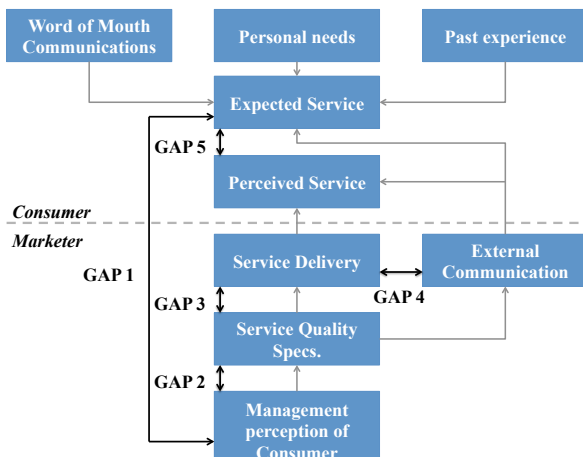 Word of Mouth
Communications
Personal needs
Past experience
Expected Service
GAP 5
Perceived Service
Consumer
Marketer
GAP 1
Service Delivery
External
Communication
GAP 4
GAP 3
Service Quality
Specs.
GAP 2
Management
perception of
Consumer